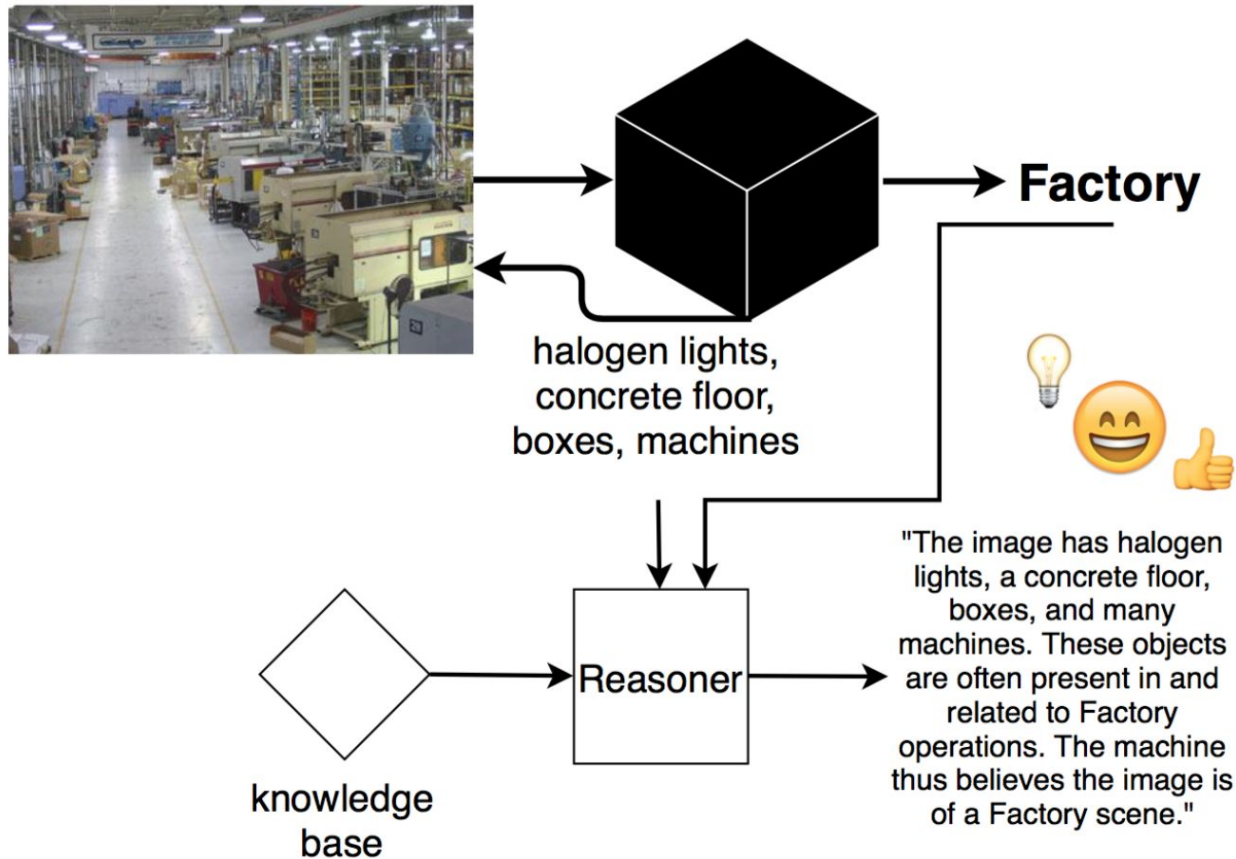 Factory
halogen lights,
concrete floor,
boxes, machines
"The image has halogen
lights, a concrete floor,
boxes, and many
machines. These objects
are often present in and
related to Factory
operations. The machine
thus believes the image is
of a Factory scene."
Reasoner
knowledge
base